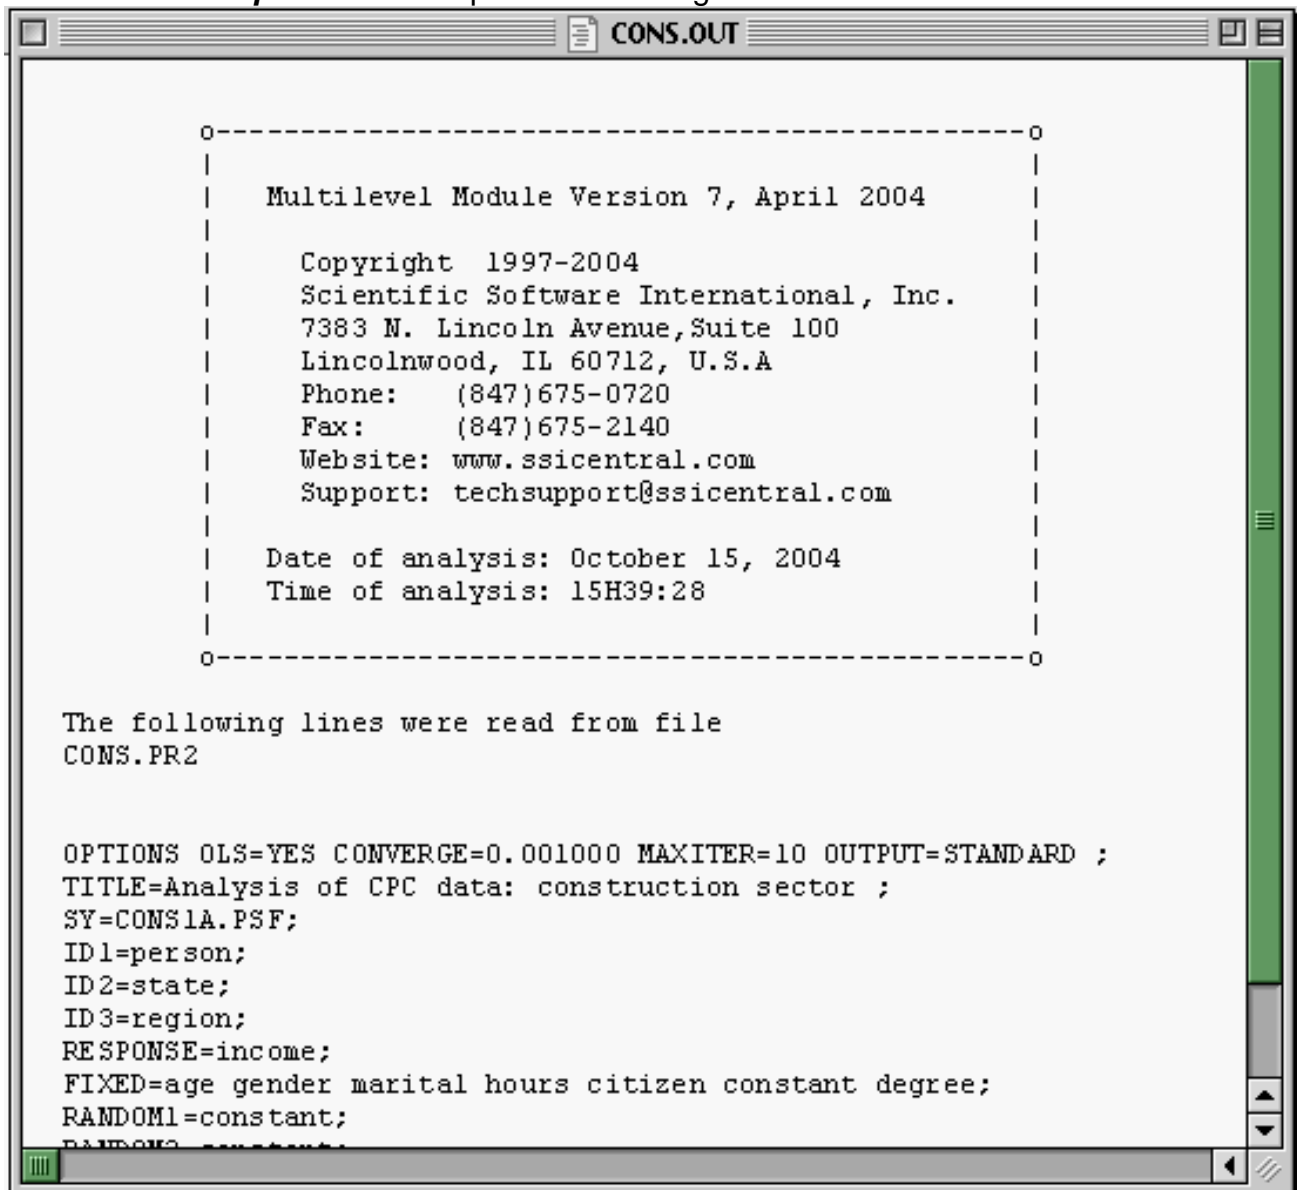 CONS.OUT
o-----------------------------------------------o
| |
| Multilevel Module Version 7, April 2004 |
| |
| Copyright 1997-2004 |
| Scientific Software International, Inc. |
| 7383 N. Lincoln Avenue,Suite 100 |
| Lincolnwood, IL 60712, U.S.A |
| Phone: (847)675-0720 |
| Fax: (847)675-2140 |
| Website: www.ssicentral.com |
| Support: techsupport@ssicentral.com |
| |
| Date of analysis: October 15, 2004 |
| Time of analysis: 15H39:28 |
| |
o-----------------------------------------------o
The following lines were read from file
CONS.PR2
OPTIONS OLS=YES CONVERGE=0.001000 MAXITER=10 OUTPUT=STANDARD ;
TITLE=Analysis of CPC data: construction sector ;
SY=CONS1A.PSF;
ID1=person;
ID2=state;
ID3=region;
RESPONSE=income;
FIXED=age gender marital hours citizen constant degree;
RANDOM1=constant;